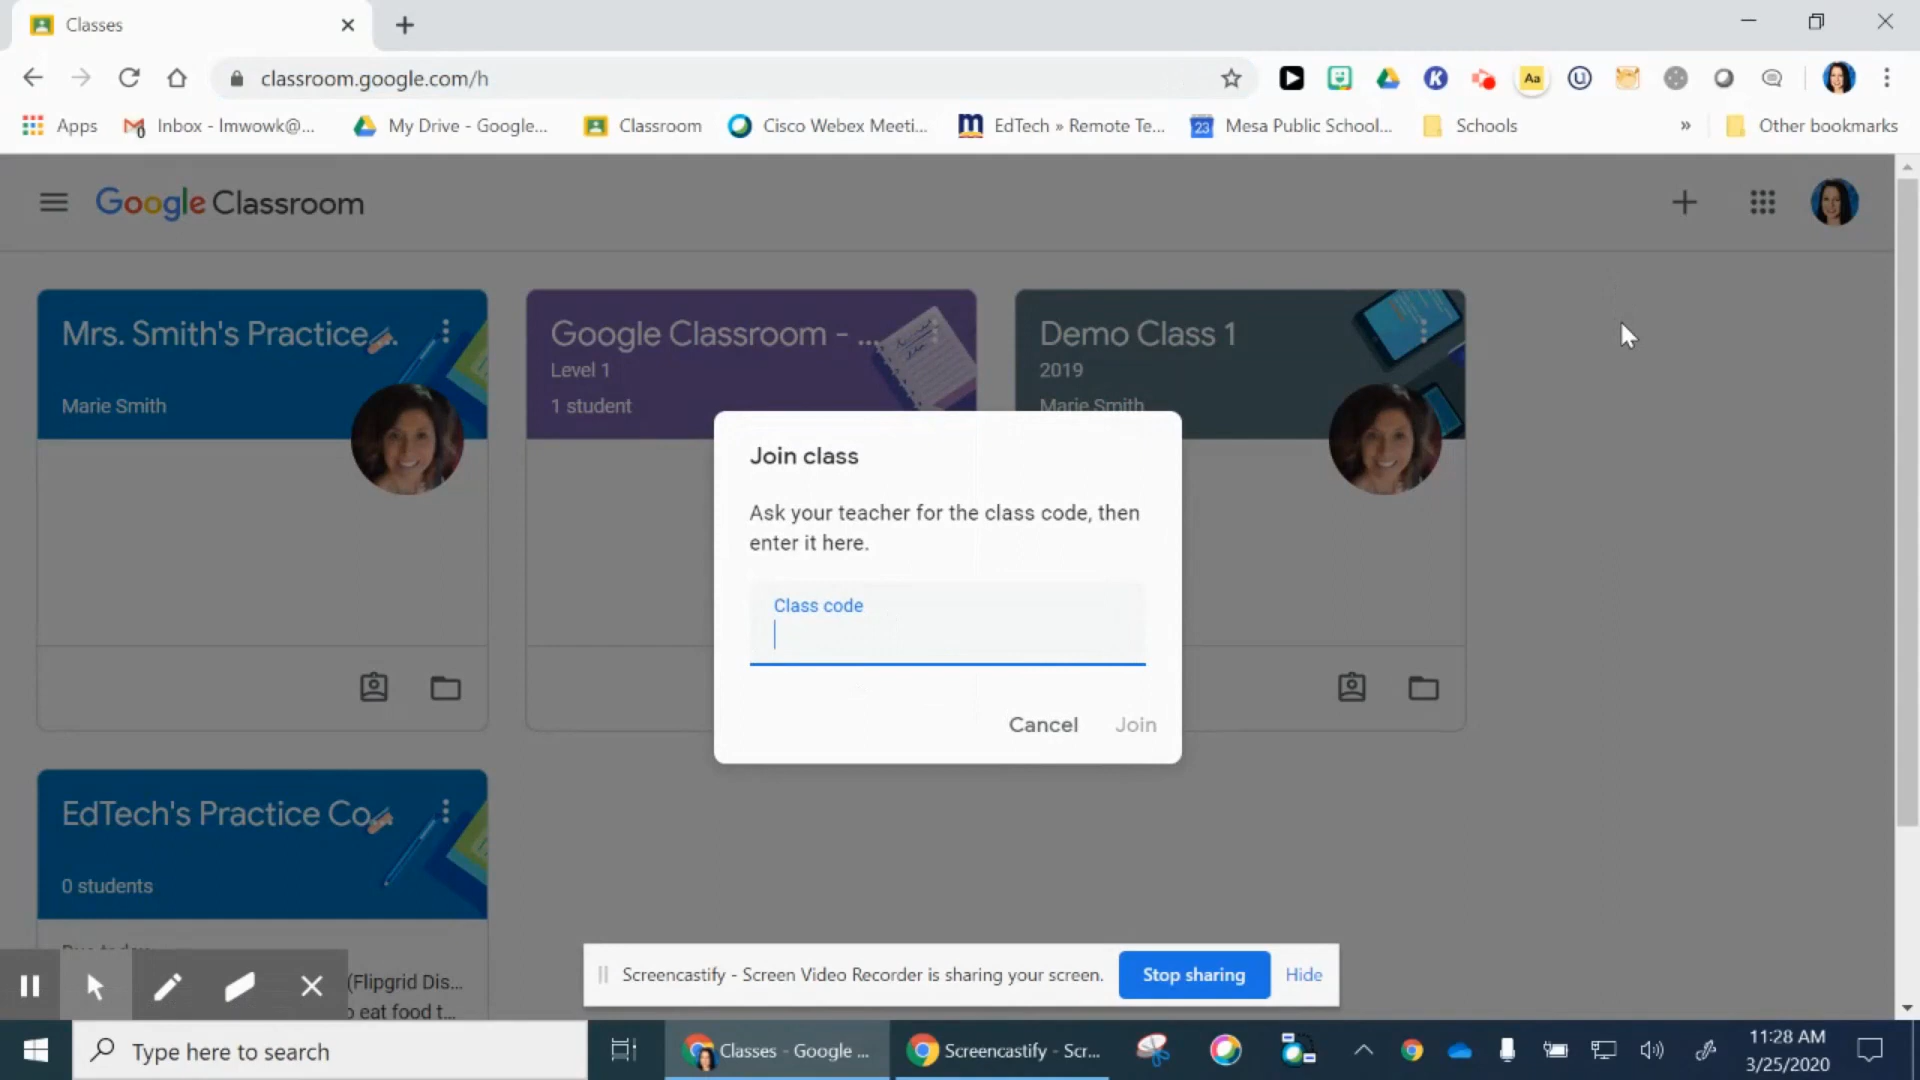 Classes
classroom.google.com/h
Aa
Apps
Inbox - lmwowk@...
My Drive - Google...
Classroom
Cisco Webex Meeti...
EdTech » Remote Te...
23
Mesa Public School...
Schools
»
Other bookmarks
Google Classroom
Mrs. Smith's Practice...
Marie Smith
Google Classroom - ...
Level 1
1 student
Demo Class 1
2019
Marie Smith
Join class
Ask your teacher for the class code, then
enter it here.
Class code
Cancel
Join
EdTech's Practice Co...
0 students
(Flipgrid Dis...
o eat food t...
Screencastify - Screen Video Recorder is sharing your screen.
Stop sharing
Hide
Type here to search
Classes - Google ...
Screencastify - Scr...
11:28 AM
3/25/2020